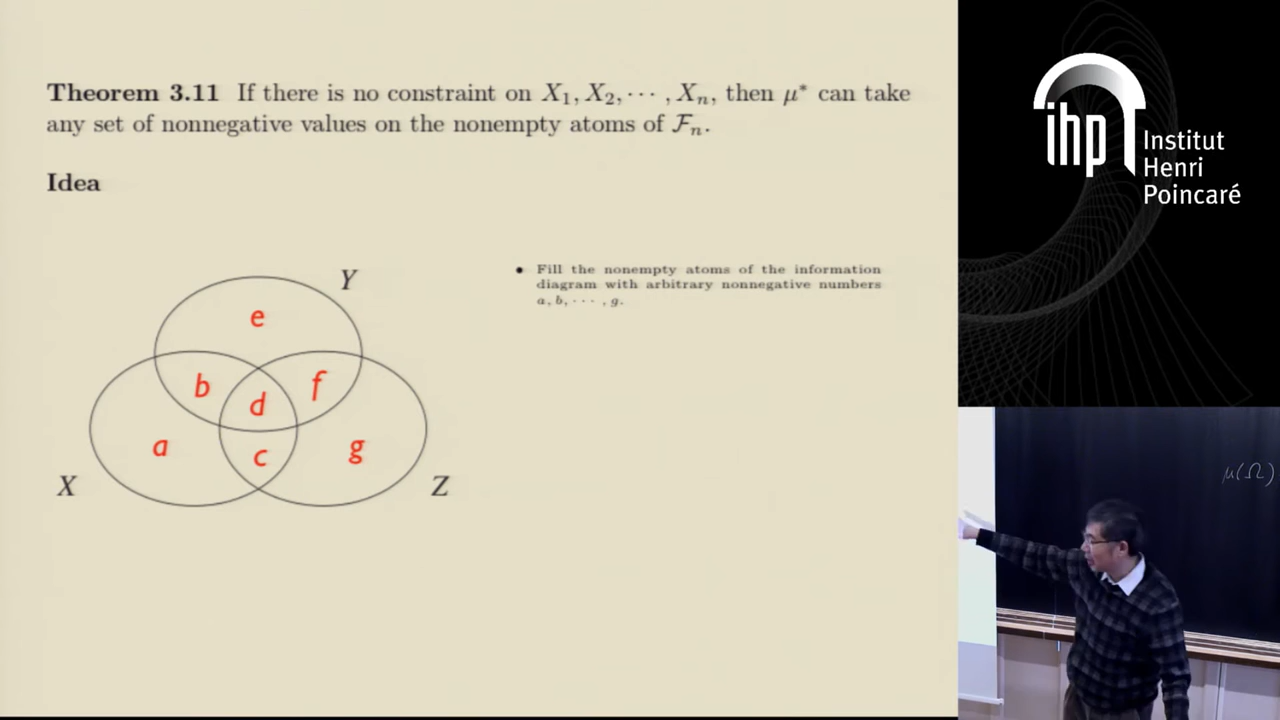 Theorem 3.11 If there is no constraint on X₁, X₂, ⋯ , Xₙ, then μ* can take
any set of nonnegative values on the nonempty atoms of ℱₙ.
Idea
• Fill the nonempty atoms of the information
diagram with arbitrary nonnegative numbers
a, b, ⋯ , g.
Y
e
b
d
f
a
c
g
X
Z
ihp
Institut
Henri
Poincaré
μ(Ω)